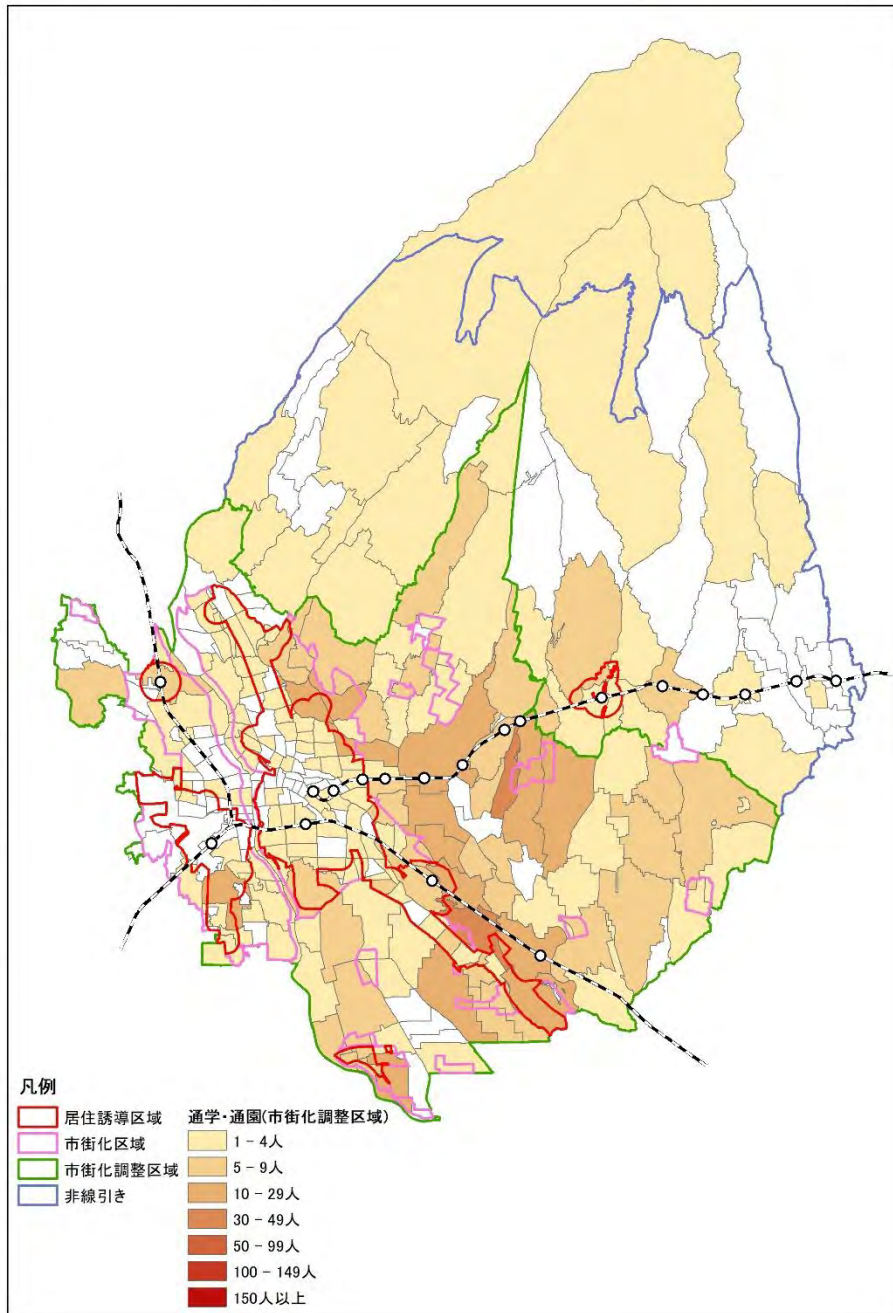 凡例
居住誘導区域
市街化区域
市街化調整区域
非線引き
通学・通園(市街化調整区域)
1 - 4人
5 - 9人
10 - 29人
30 - 49人
50 - 99人
100 - 149人
150人以上